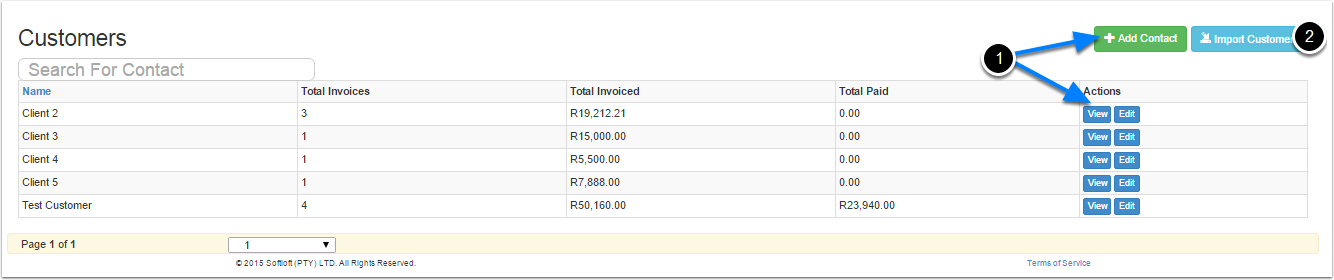 Customers
Add Contact
Import Custome
2
1
Search For Contact
Name Total Invoices Total Invoiced Total Paid Actions
Client 2 3 R19,212.21 0.00 View Edit
Client 3 1 R15,000.00 0.00 View Edit
Client 4 1 R5,500.00 0.00 View Edit
Client 5 1 R7,888.00 0.00 View Edit
Test Customer 4 R50,160.00 R23,940.00 View Edit
Page 1 of 1 1
© 2015 Softloft (PTY) LTD. All Rights Reserved. Terms of Service